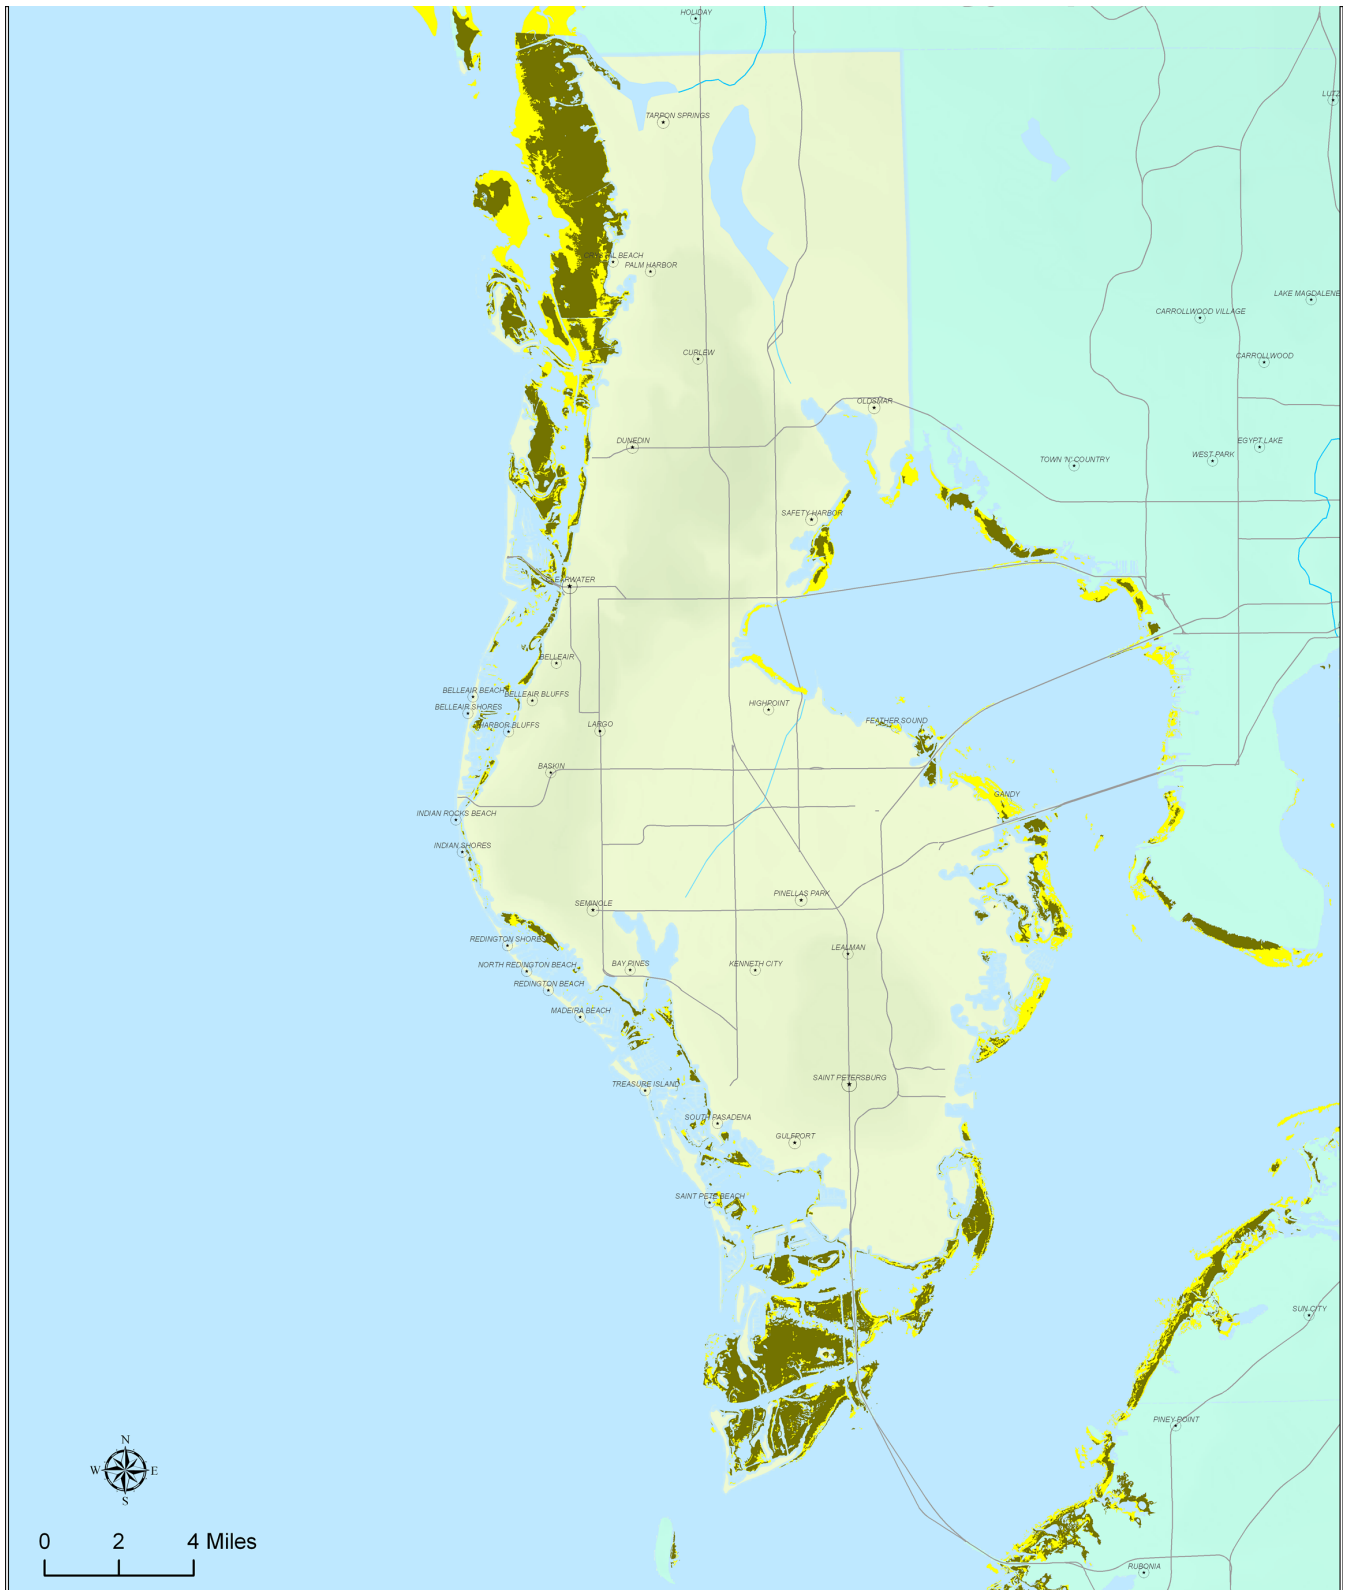 HOLIDAY
LUTZ
TARPON SPRINGS
CRYSTAL BEACH
PALM HARBOR
LAKE MAGDALENE
CARROLLWOOD VILLAGE
CURLEW
CARROLLWOOD
OLDSMAR
DUNEDIN
EGYPT LAKE
TOWN 'N' COUNTRY
WEST PARK
SAFETY HARBOR
CLEARWATER
BELLEAIR
BELLEAIR BEACH
BELLEAIR BLUFFS
BELLEAIR SHORES
HIGHPOINT
HARBOR BLUFFS
LARGO
FEATHER SOUND
BASKIN
GANDY
INDIAN ROCKS BEACH
INDIAN SHORES
PINELLAS PARK
SEMINOLE
REDINGTON SHORES
LEALMAN
NORTH REDINGTON BEACH
BAY PINES
KENNETH CITY
REDINGTON BEACH
MADEIRA BEACH
TREASURE ISLAND
SAINT PETERSBURG
SOUTH PASADENA
GULFPORT
SAINT PETE BEACH
SUN CITY
PINEY POINT
N
W E
S
0 2 4 Miles
RUBONIA